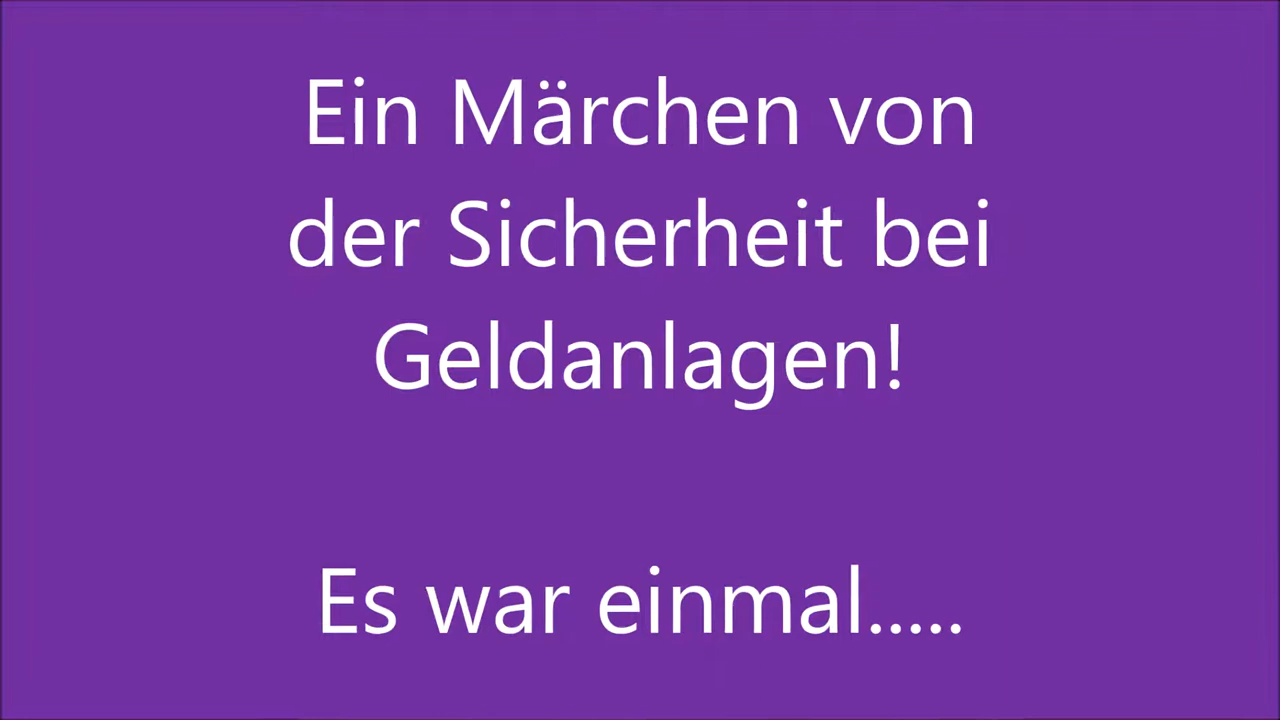 Ein Märchen von
der Sicherheit bei
Geldanlagen!
Es war einmal.....